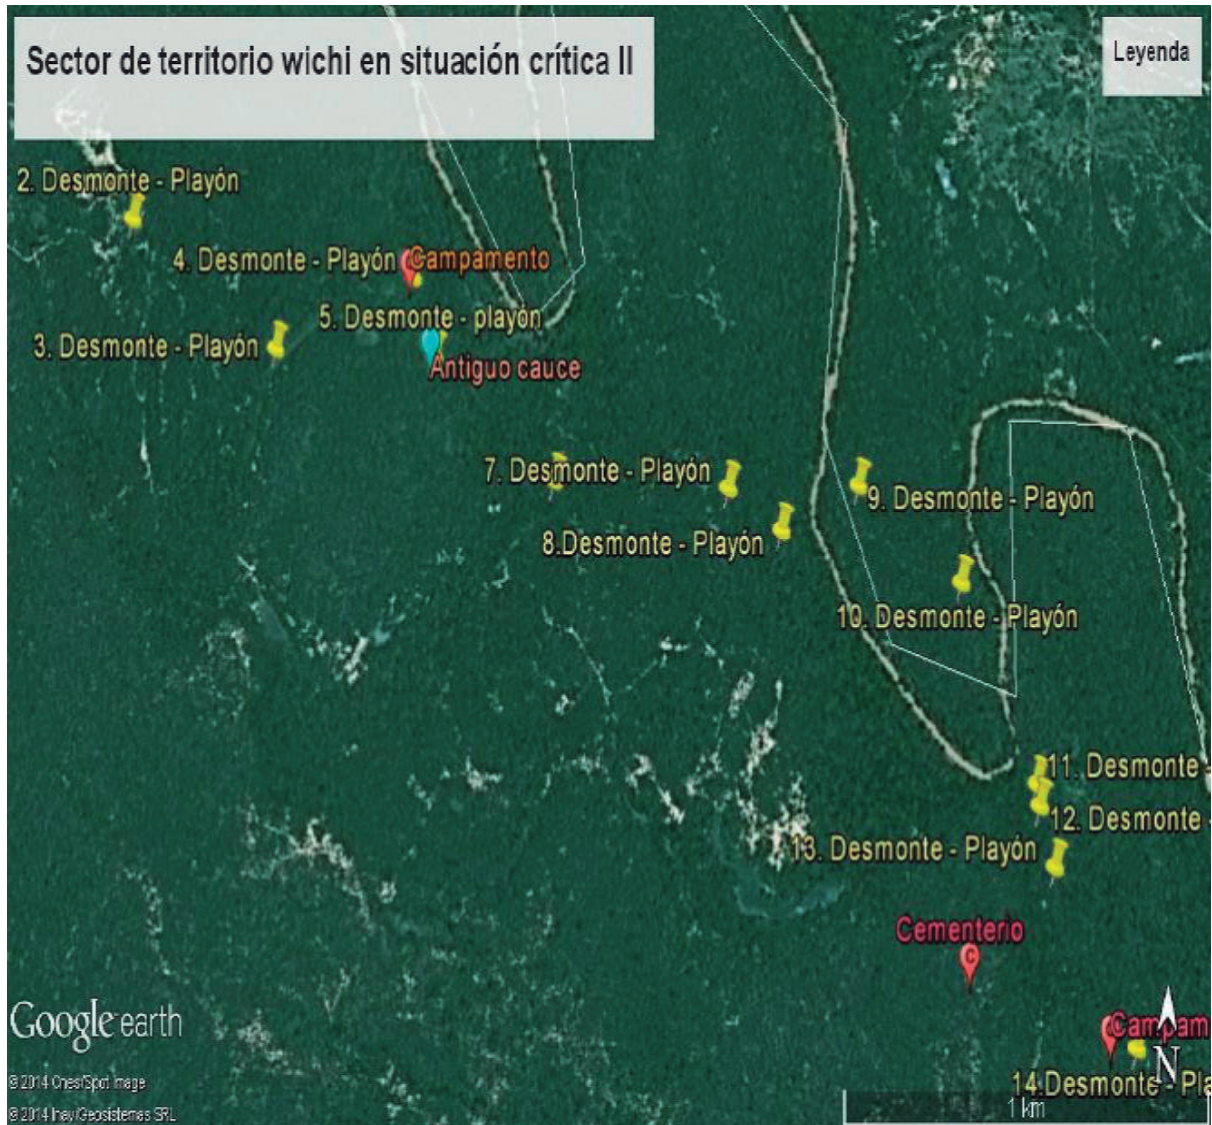 Sector de territorio wichi en situación crítica II
Leyenda
2. Desmonte - Playón
4. Desmonte - Playón
Campamento
5. Desmonte - playón
3. Desmonte - Playón
Antiguo cauce
7. Desmonte - Playón
9. Desmonte - Playón
8.Desmonte - Playón
10. Desmonte - Playón
11. Desmonte -
12. Desmonte -
13. Desmonte - Playón
Cementerio
C
Google earth
Campam
N
14.Desmonte - Pla
1 km
© 2014 Cnes/Spot Image
© 2014 Inav/Geosistemas SRL